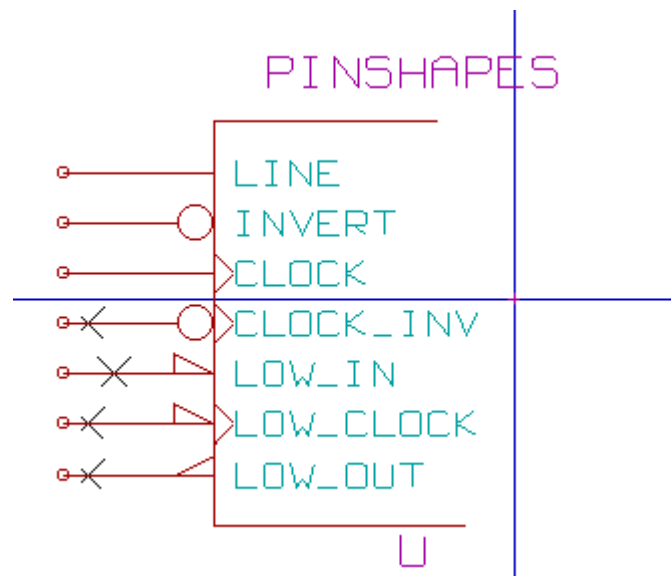 PINSHAPES
LINE
INVERT
CLOCK
CLOCK_INV
LOW_IN
LOW_CLOCK
LOW_OUT
U